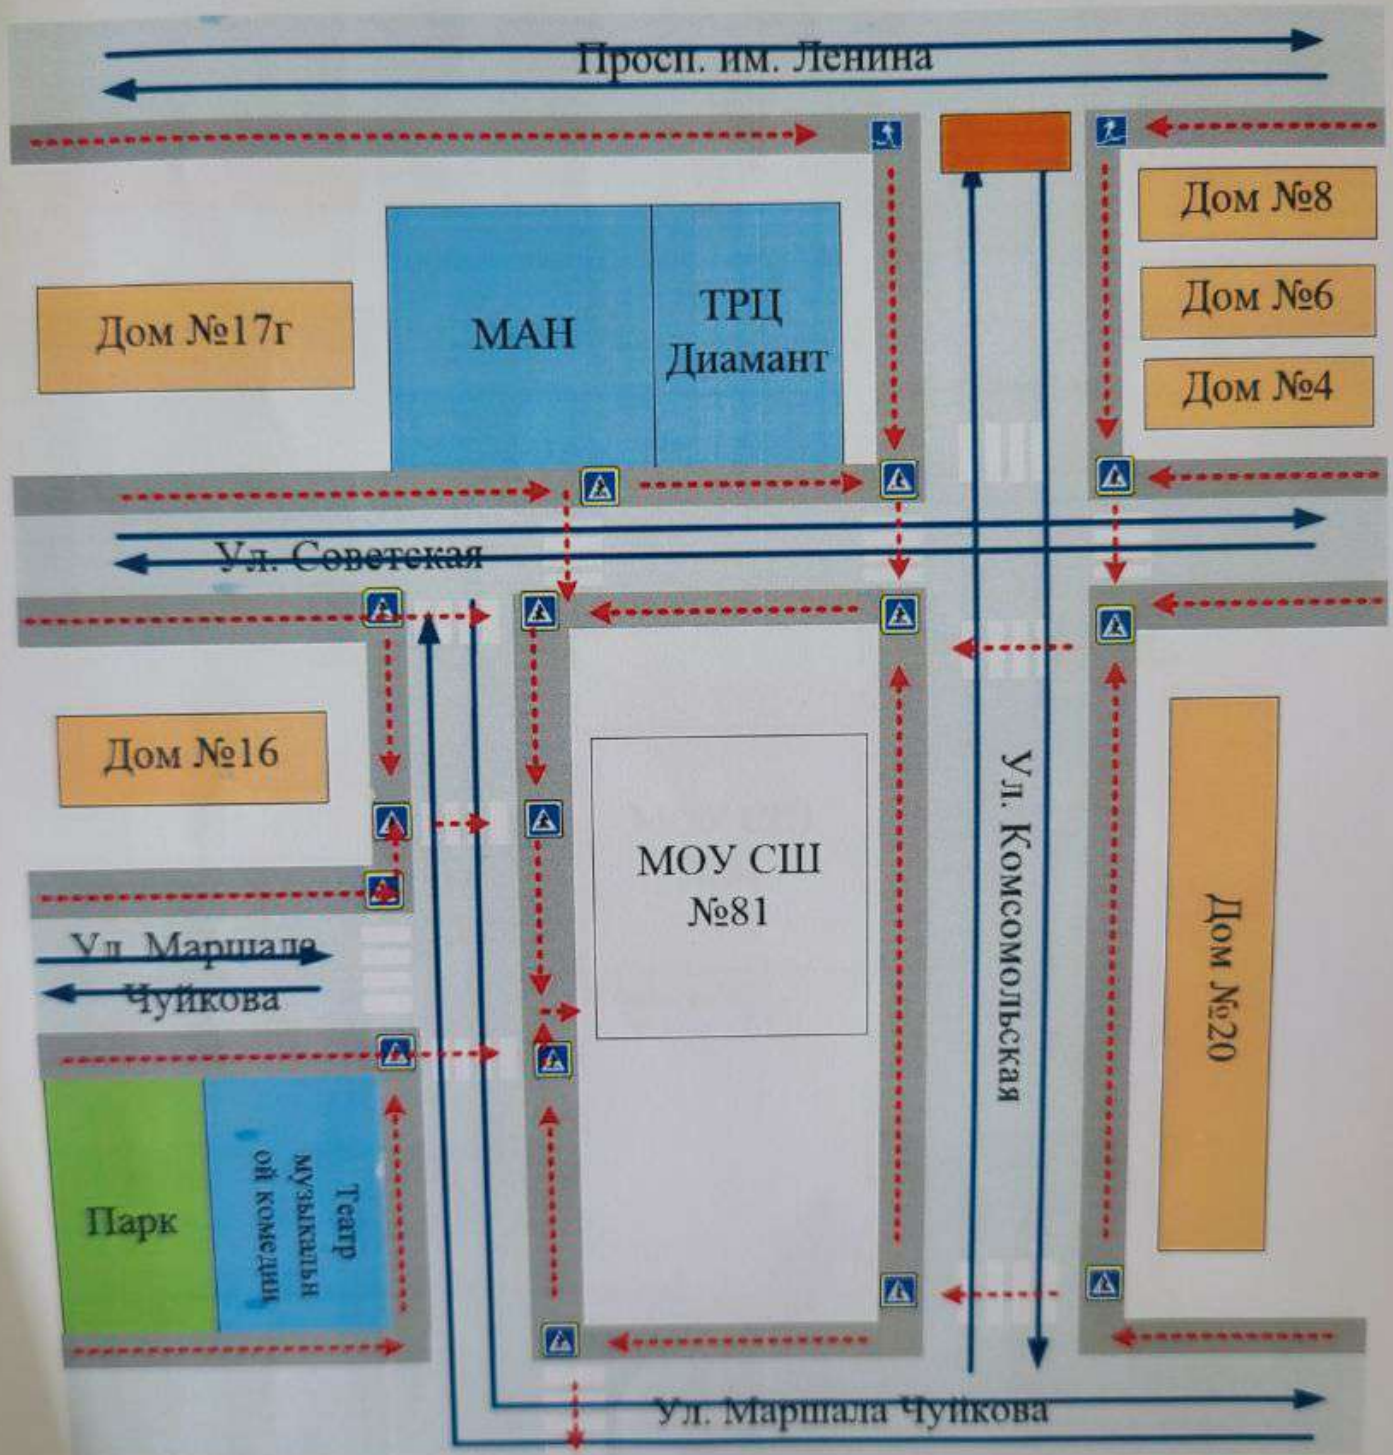 Просп. им. Ленина
Дом №8
Дом №6
Дом №4
Дом №17г
МАН
ТРЦ
Диамант
Ул. Советская
Дом №16
МОУ СШ
№81
Ул. Комсомольская
Дом №20
Ул. Маршала
Чуйкова
Парк
Театр
музыкальн
ой комедии
Ул. Маршала Чуйкова